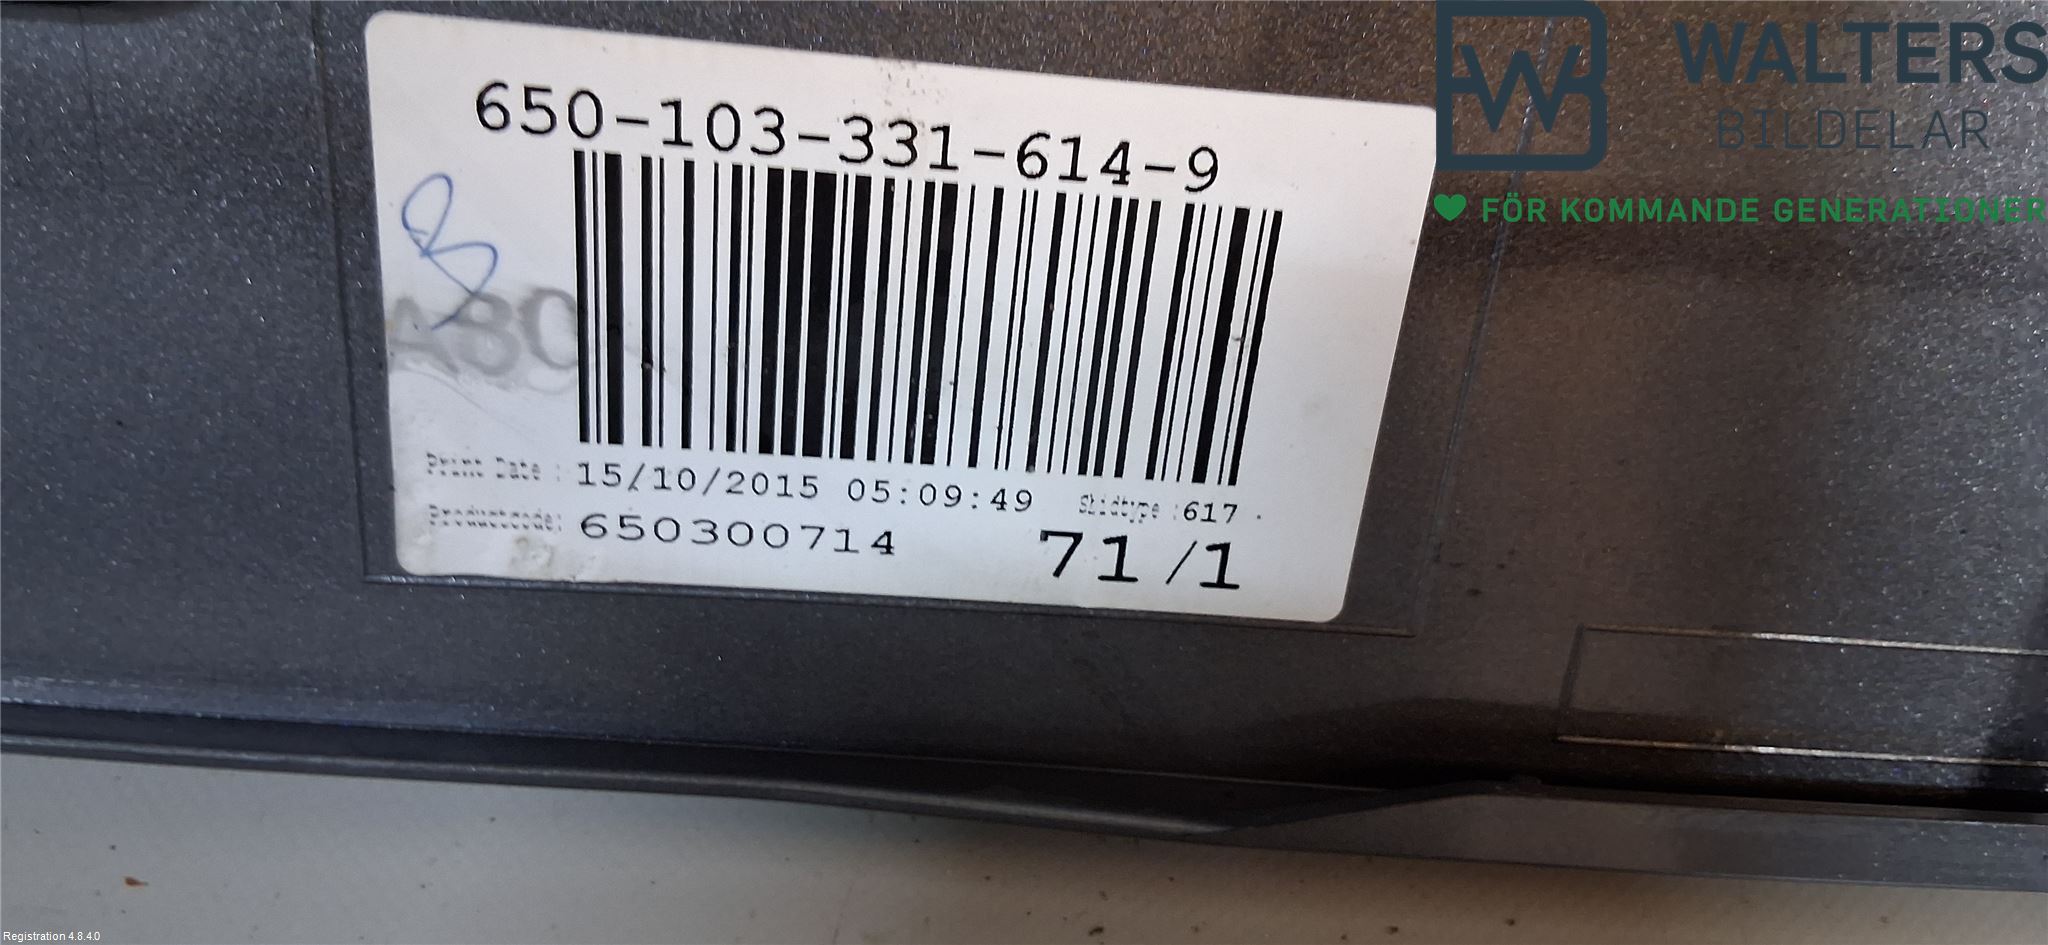 650-103-331-614-9
ABC
Print Date : 15/10/2015 05:09:49
Skidtype :617
Productcode: 650300714
71/1
W
WALTERS
BILDELAR
FÖR KOMMANDE GENERATIONER
Registration 4.8.4.0